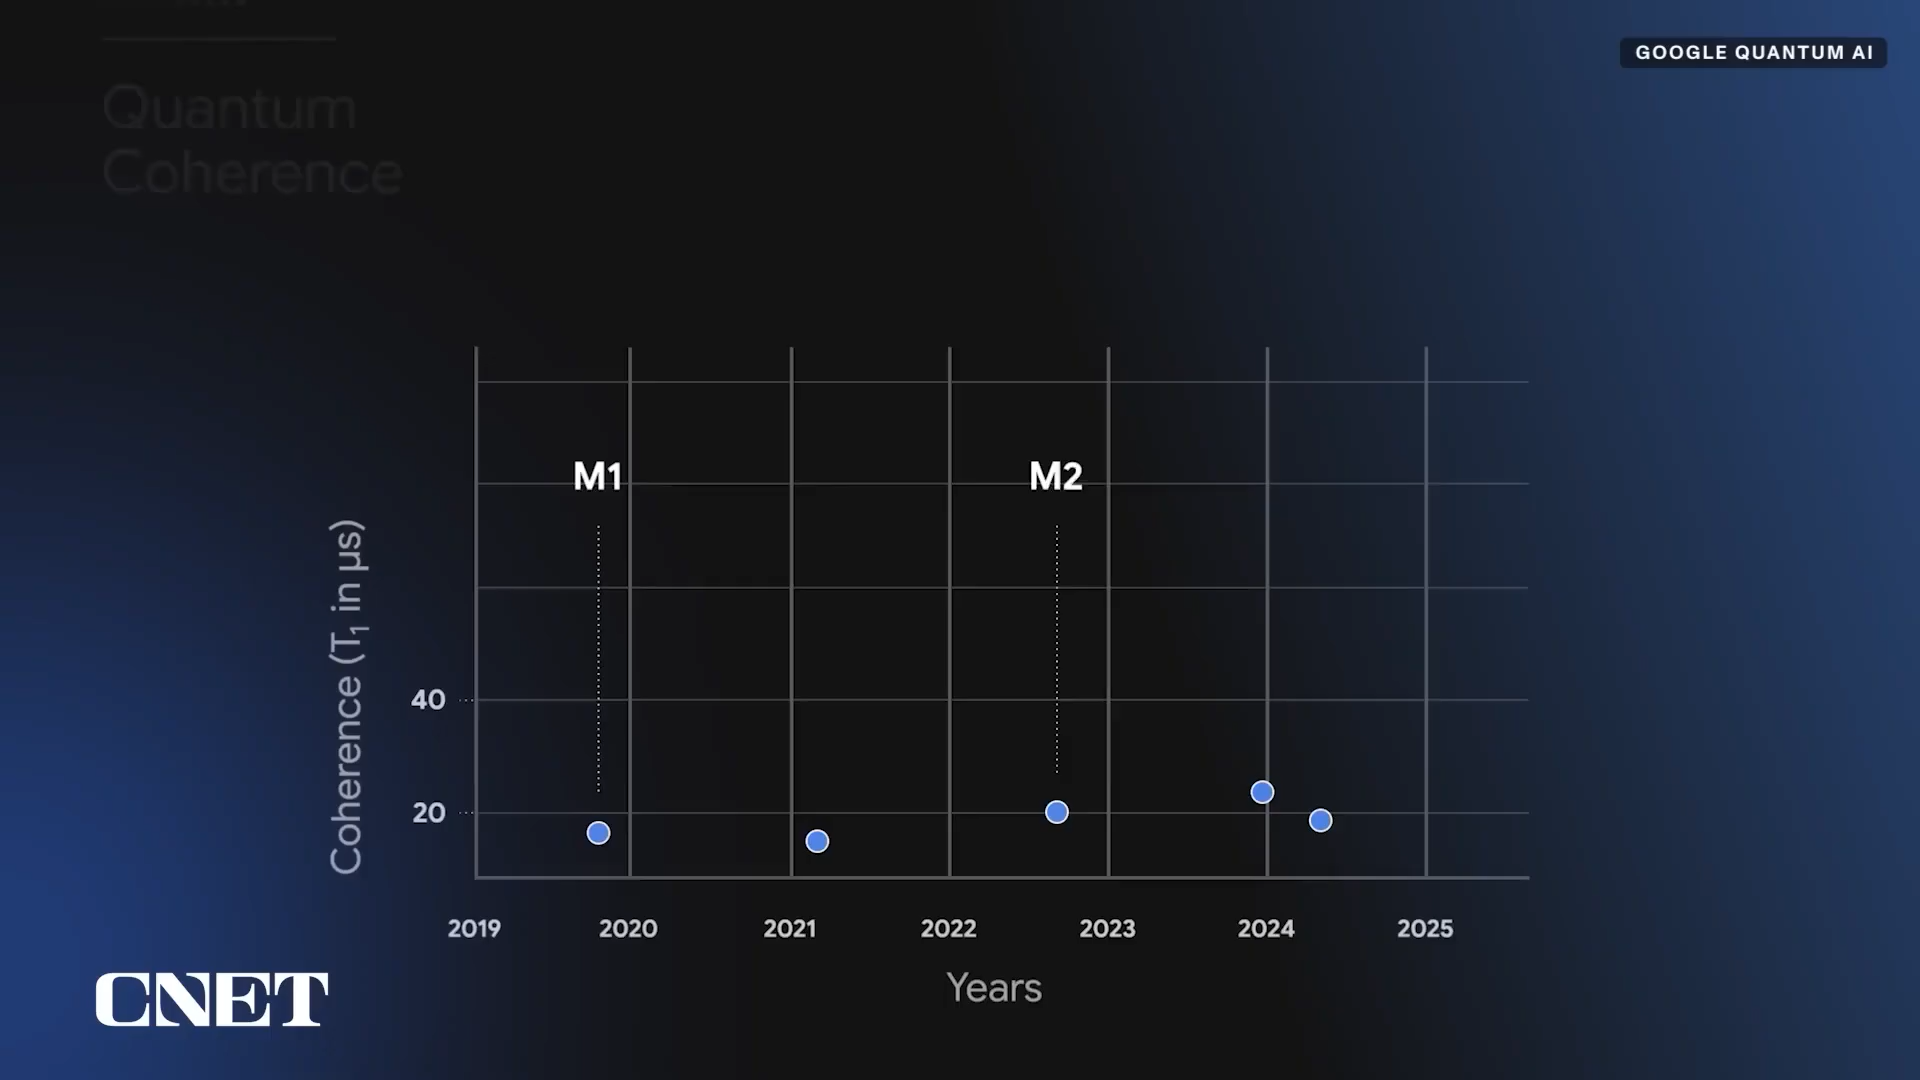 GOOGLE QUANTUM AI
Quantum
Coherence
M1
M2
Coherence (T₁ in µs)
40
20
2019 2020 2021 2022 2023 2024 2025
Years
CNET